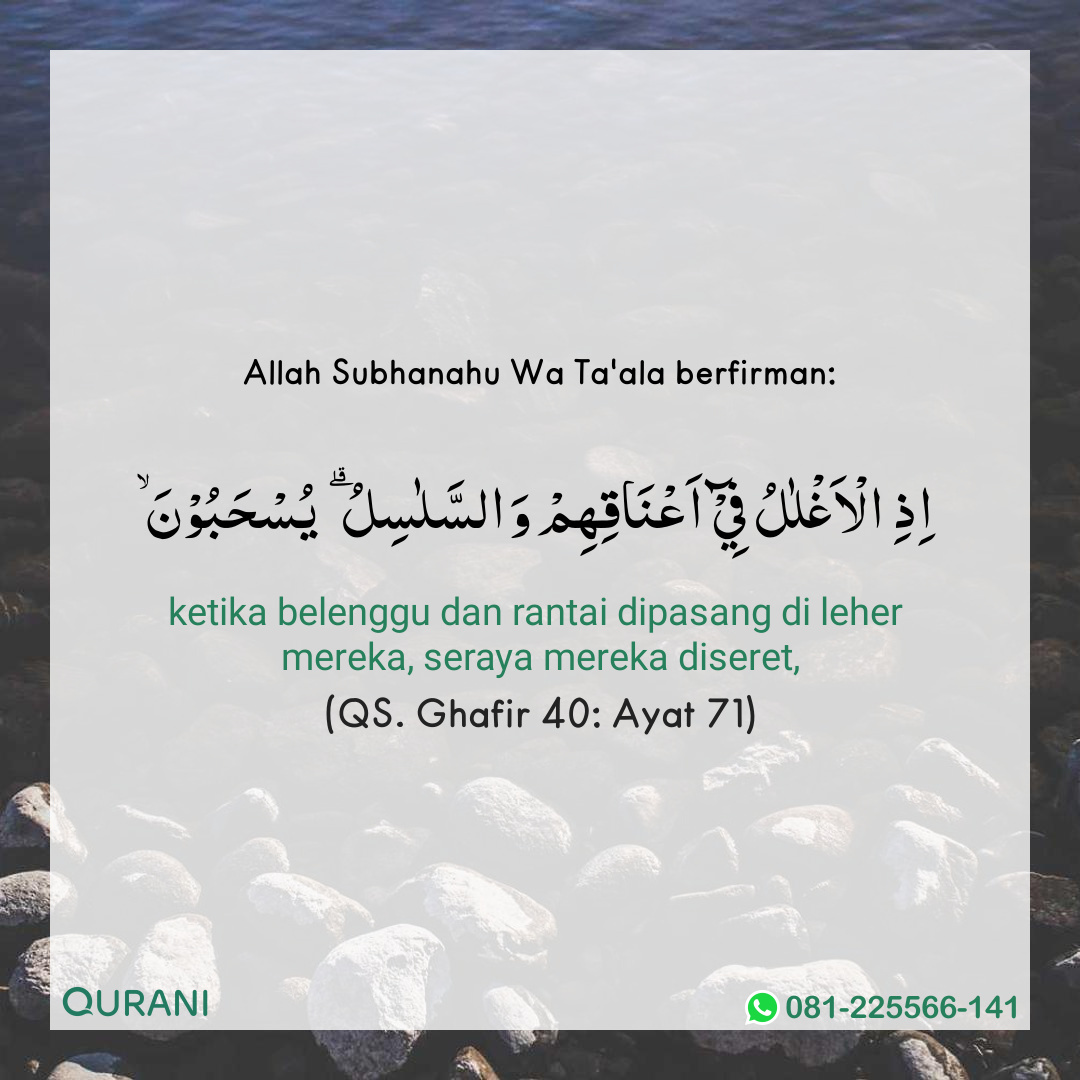 Allah Subhanahu Wa Ta'ala berfirman:
اِذِ الْاَغْلٰلُ فِيْۤ اَعْنَاقِهِمْ وَا لسَّلٰسِلُ ۗ يُسْحَبُوْنَ ۙ
ketika belenggu dan rantai dipasang di leher
mereka, seraya mereka diseret,
(QS. Ghafir 40: Ayat 71)
QURANI
081-225566-141